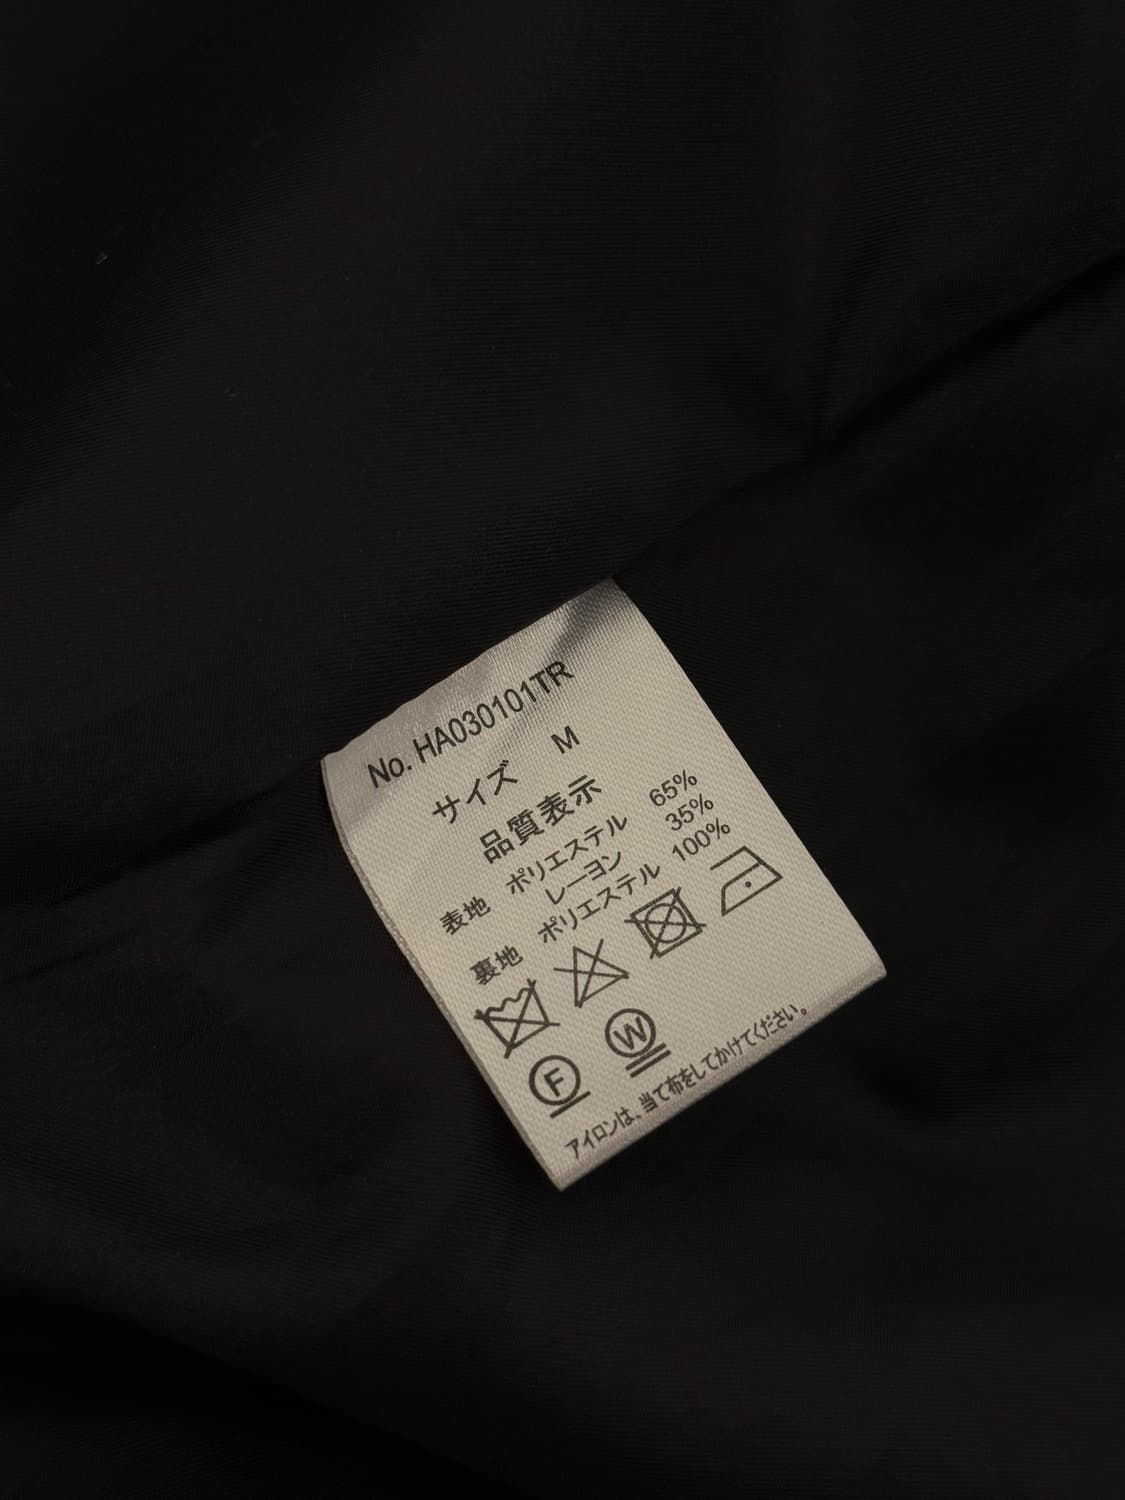 No. HA030101TR
サイズ M
品質表示
表地 ポリエステル 65%
レーヨン 35%
裏地 ポリエステル 100%
F W
アイロンは、当て布をしてかけてください。